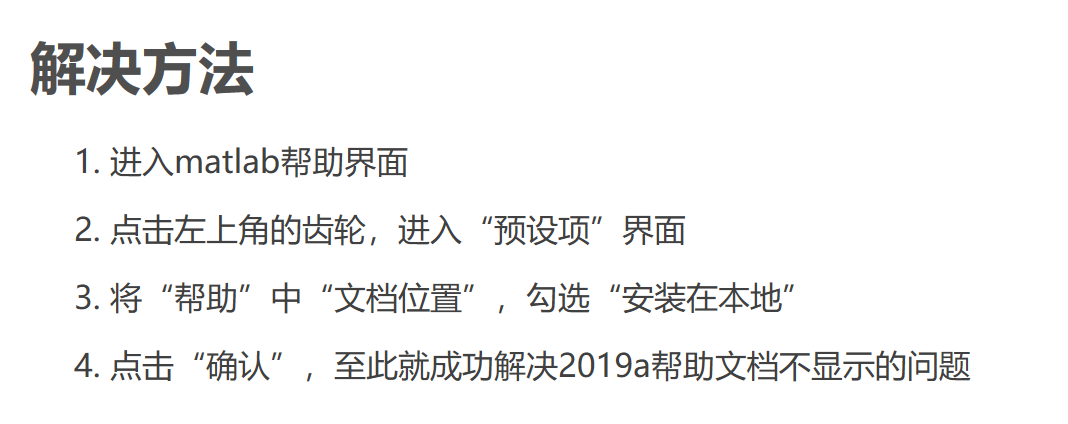 解决方法
1. 进入matlab帮助界面
2. 点击左上角的齿轮，进入“预设项”界面
3. 将“帮助”中“文档位置”，勾选“安装在本地”
4. 点击“确认”，至此就成功解决2019a帮助文档不显示的问题